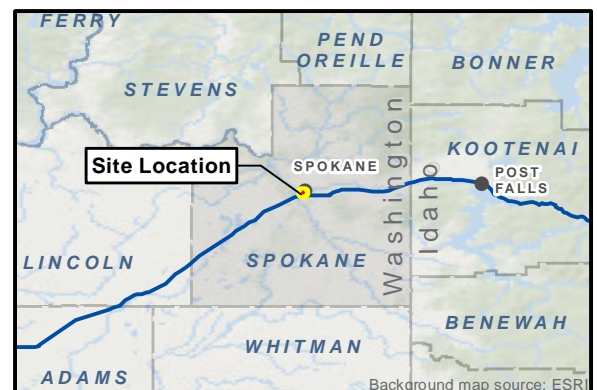 FERRY
PEND
OREILLE
BONNER
STEVENS
Washington
Idaho
KOOTENAI
Site Location
SPOKANE
POST
FALLS
LINCOLN
SPOKANE
BENEWAH
WHITMAN
ADAMS
Background map source: ESRI